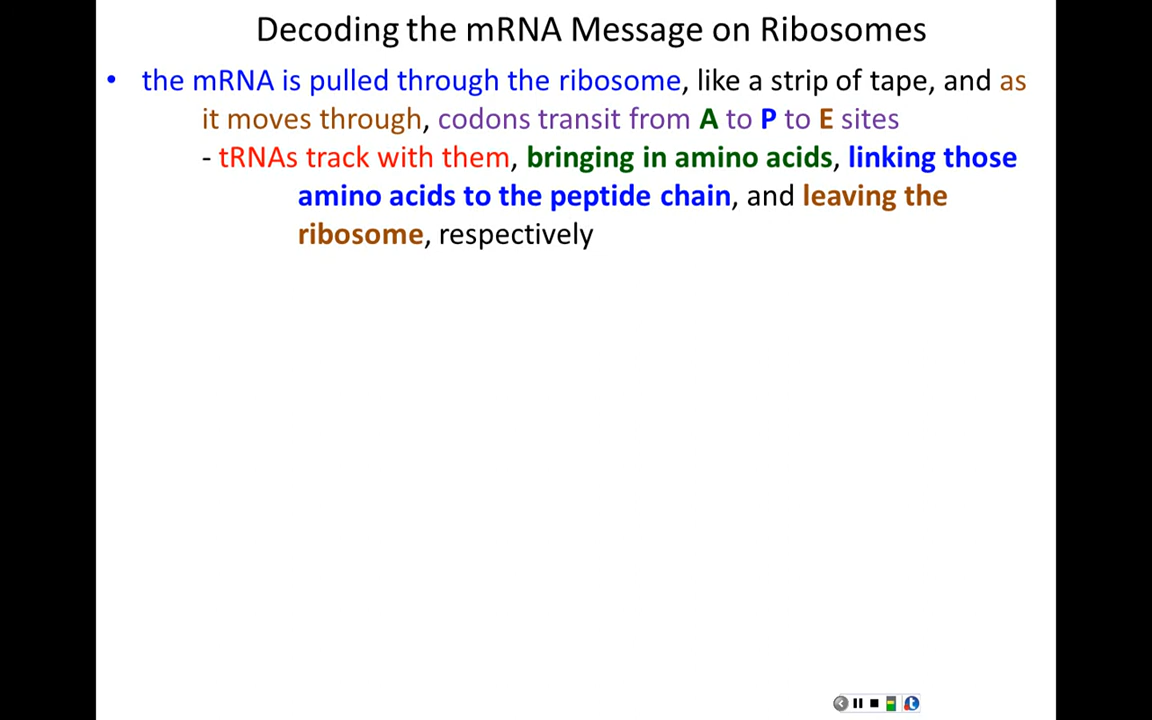 Decoding the mRNA Message on Ribosomes
• the mRNA is pulled through the ribosome, like a strip of tape, and as
it moves through, codons transit from A to P to E sites
- tRNAs track with them, bringing in amino acids, linking those
amino acids to the peptide chain, and leaving the
ribosome, respectively